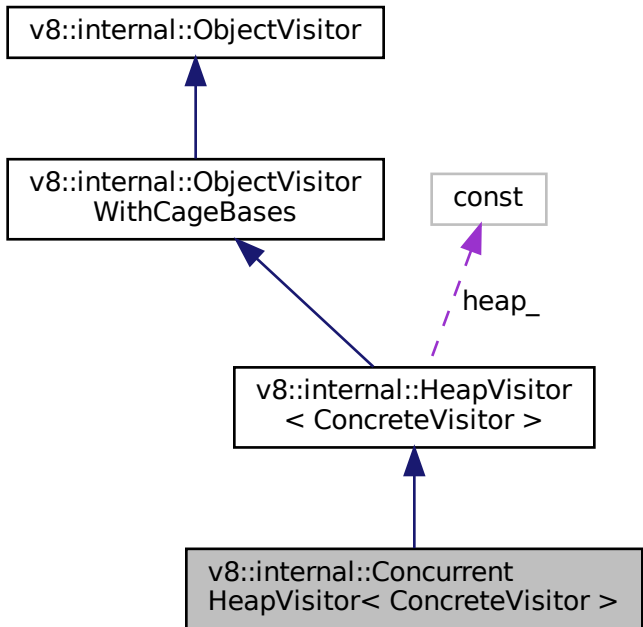 v8::internal::ObjectVisitor
v8::internal::ObjectVisitor
WithCageBases
const
heap_
v8::internal::HeapVisitor
< ConcreteVisitor >
v8::internal::Concurrent
HeapVisitor< ConcreteVisitor >